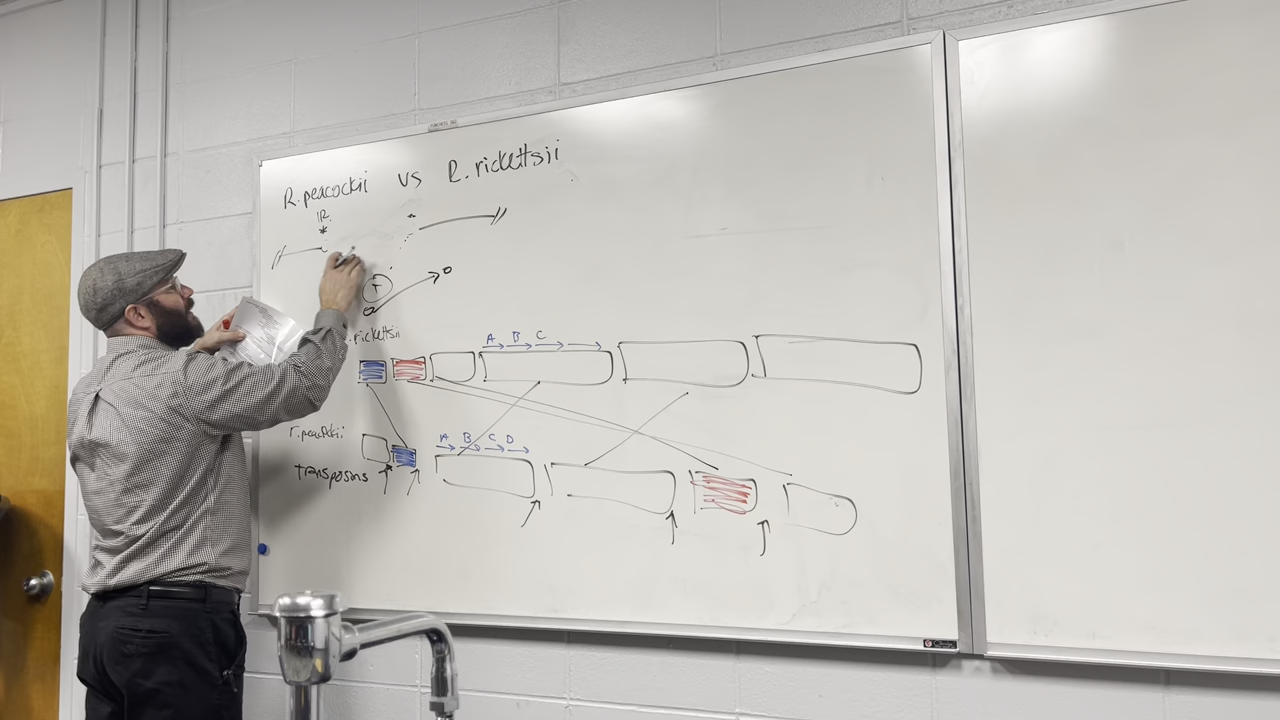 R.peacockii vs R.rickettsii
IR
*
T
.rickettsii
A B C
r.peacockii
A B C D
transposons